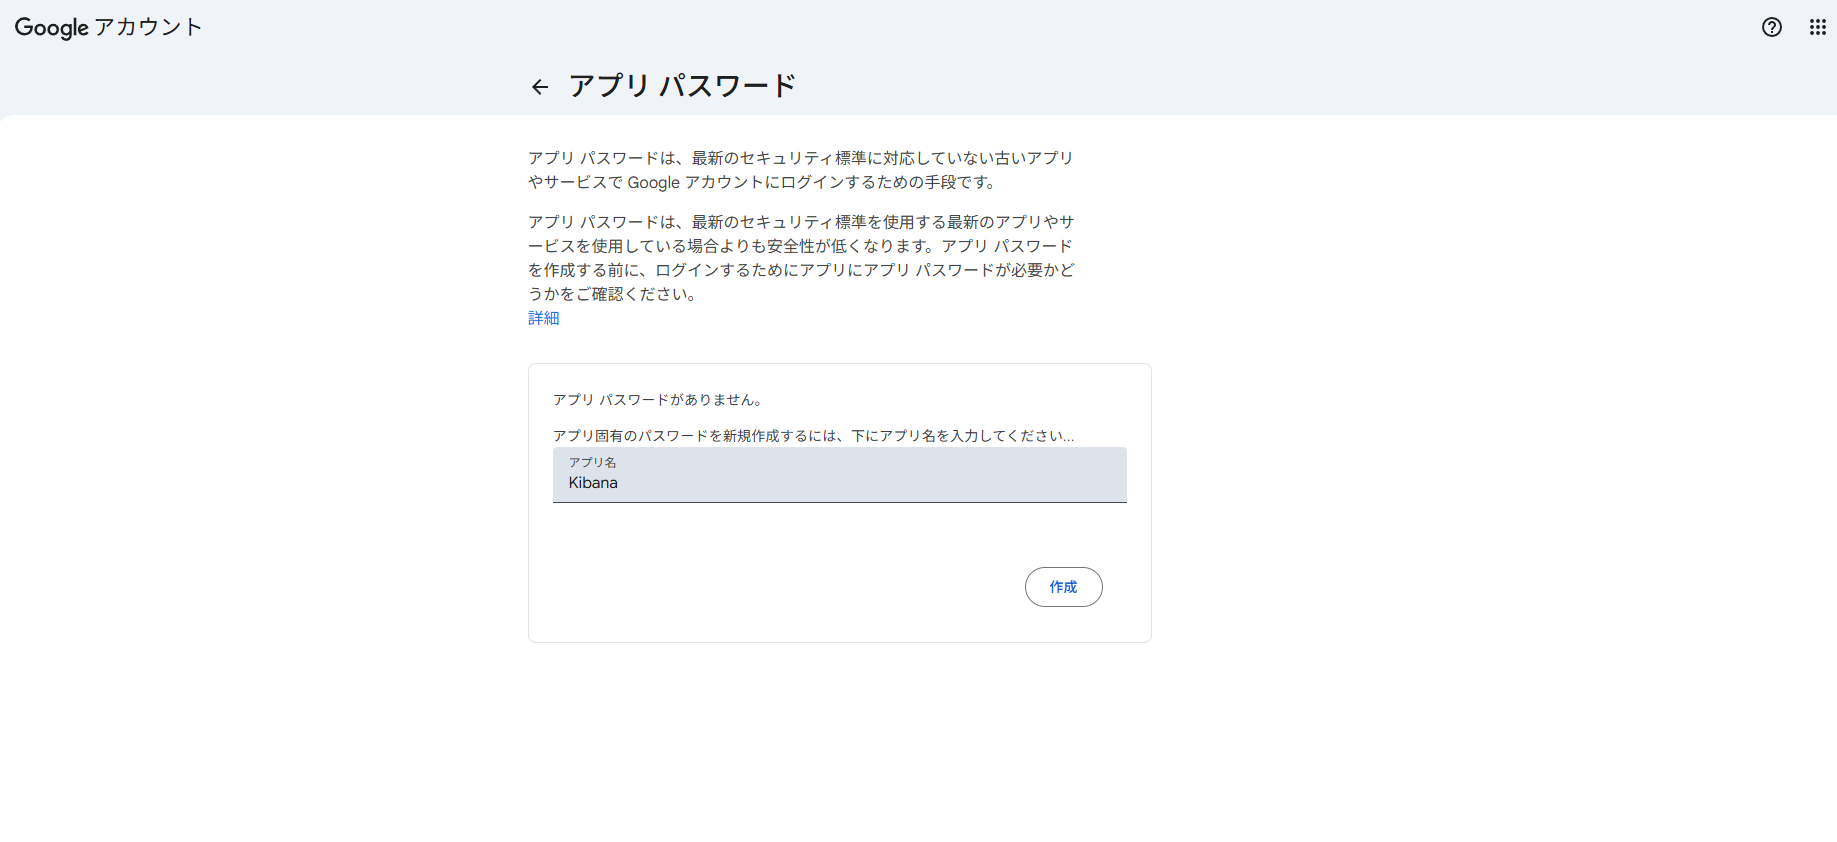 Google アカウント
アプリ パスワード
アプリ パスワードは、最新のセキュリティ標準に対応していない古いアプリ
やサービスで Google アカウントにログインするための手段です。
アプリ パスワードは、最新のセキュリティ標準を使用する最新のアプリやサ
ービスを使用している場合よりも安全性が低くなります。アプリ パスワード
を作成する前に、ログインするためにアプリにアプリ パスワードが必要かど
うかをご確認ください。
詳細
アプリ パスワードがありません。
アプリ固有のパスワードを新規作成するには、下にアプリ名を入力してください...
アプリ名
Kibana
作成